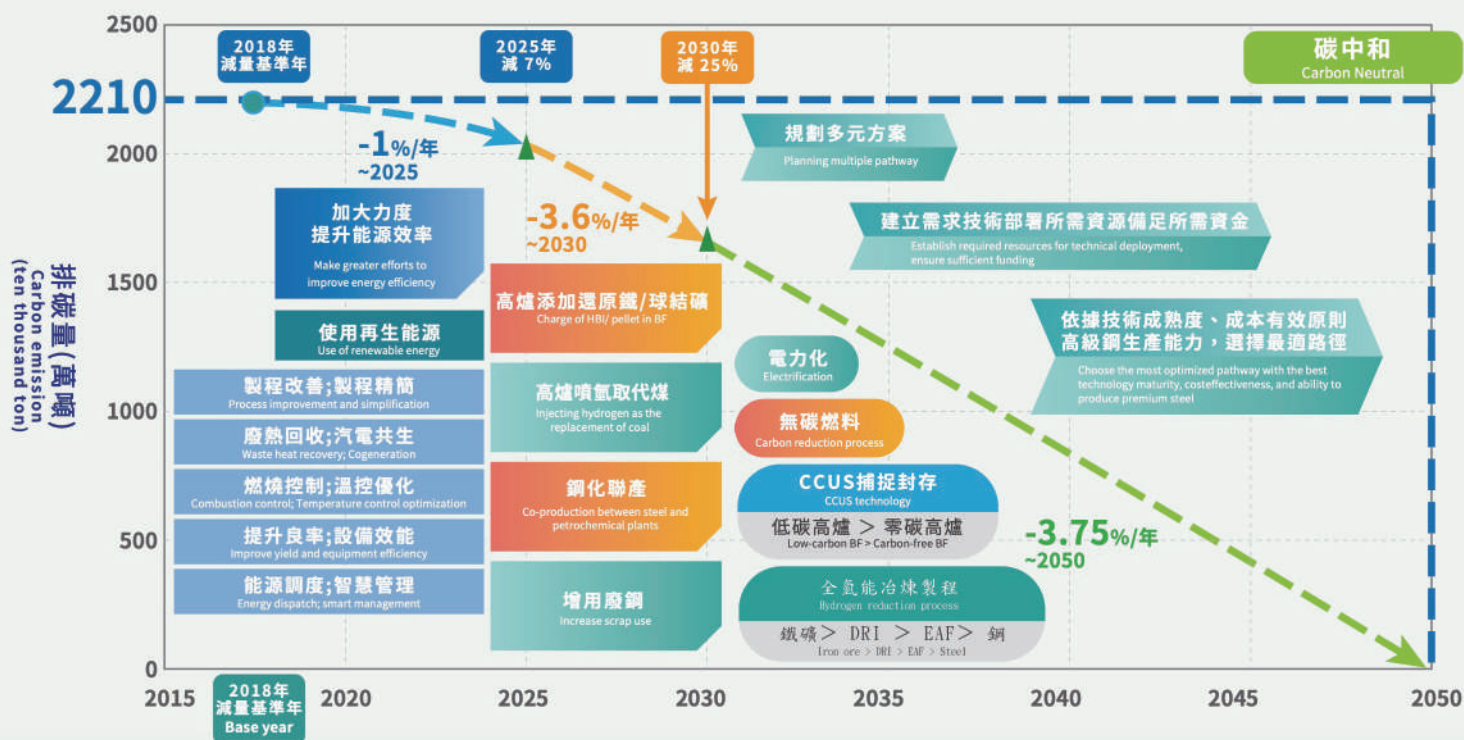 2018年
減量基準年
2025年
減 7%
2030年
減 25%
碳中和
Carbon Neutral
2500
2210
2000
1500
1000
500
0
排碳量(萬噸)
Carbon emission
(ten thousand ton)
-1%/年
~2025
-3.6%/年
~2030
-3.75%/年
~2050
加大力度
提升能源效率
Make greater efforts to
improve energy efficiency
使用再生能源
Use of renewable energy
製程改善;製程精簡
Process improvement and simplification
廢熱回收;汽電共生
Waste heat recovery; Cogeneration
燃燒控制;溫控優化
Combustion control; Temperature control optimization
提升良率;設備效能
Improve yield and equipment efficiency
能源調度;智慧管理
Energy dispatch; smart management
高爐添加還原鐵/球結礦
Charge of HBI/ pellet in BF
高爐噴氫取代煤
Injecting hydrogen as the
replacement of coal
鋼化聯產
Co-production between steel and
petrochemical plants
增用廢鋼
Increase scrap use
規劃多元方案
Planning multiple pathway
建立需求技術部署所需資源備足所需資金
Establish required resources for technical deployment,
ensure sufficient funding
依據技術成熟度、成本有效原則
高級鋼生產能力，選擇最適路徑
Choose the most optimized pathway with the best
technology maturity, costeffectiveness, and ability to
produce premium steel
電力化
Electrification
無碳燃料
Carbon reduction process
CCUS捕捉封存
CCUS technology
低碳高爐 > 零碳高爐
Low-carbon BF > Carbon-free BF
全氫能冶煉製程
Hydrogen reduction process
鐵礦> DRI > EAF> 鋼
Iron ore > DRI > EAF > Steel
2015
2020
2025
2030
2035
2040
2045
2050
2018年
減量基準年
Base year